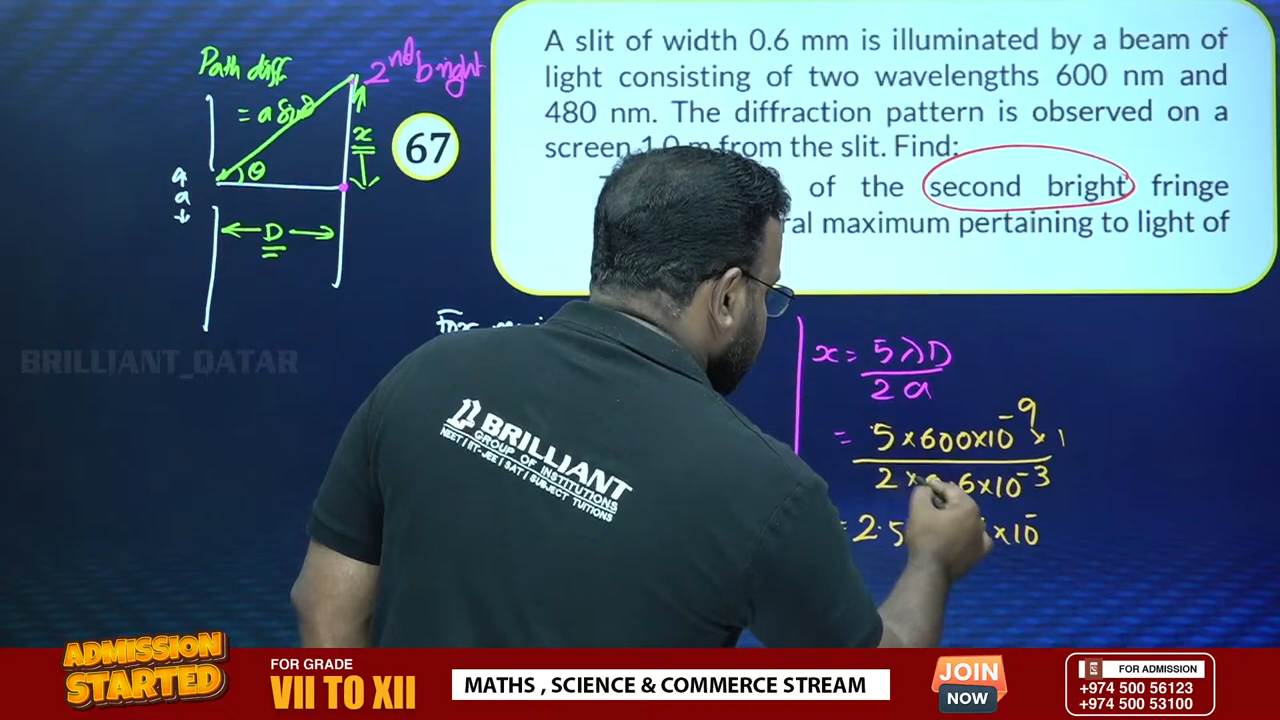 Path diff
= a sinθ
2nd bright
x
θ
a
D
67
A slit of width 0.6 mm is illuminated by a beam of
light consisting of two wavelengths 600 nm and
480 nm. The diffraction pattern is observed on a
screen 1.0 m from the slit. Find:
of the second bright fringe
maximum pertaining to light of
BRILLIANT_QATAR
For
x = 5λD
2a
= 5×600×10⁻⁹×1
2× .6×10⁻³
= 2.5 ×10⁻
BRILLIANT
GROUP OF INSTITUTIONS
NEET | IIT-JEE | SAT | SUBJECT TUITIONS
ADMISSION
STARTED
FOR GRADE
VII TO XII
MATHS , SCIENCE & COMMERCE STREAM
JOIN
NOW
FOR ADMISSION
+974 500 56123
+974 500 53100